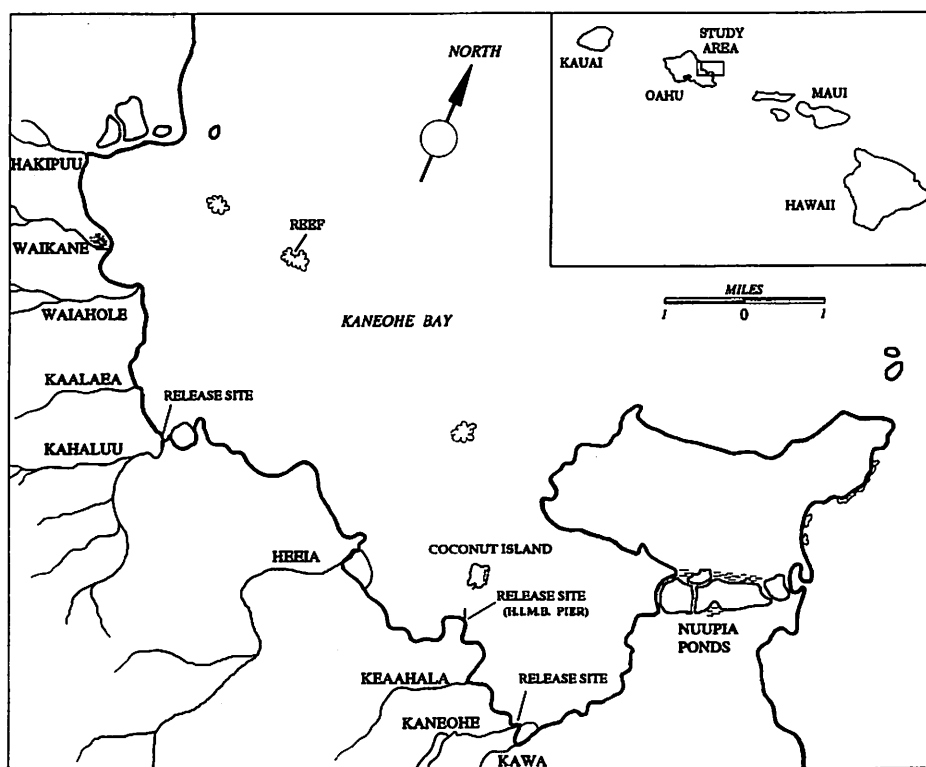 NORTH
STUDY
AREA
KAUAI
OAHU
MAUI
HAWAII
HAKIPUU
WAIKANE
REEF
WAIAHOLE
KANEOHE BAY
MILES
1 0 1
KAALAEA
RELEASE SITE
KAHALUU
HEEIA
COCONUT ISLAND
RELEASE SITE
(H.I.M.B. PIER)
NUUPIA
PONDS
KEAAHALA
RELEASE SITE
KANEOHE
KAWA